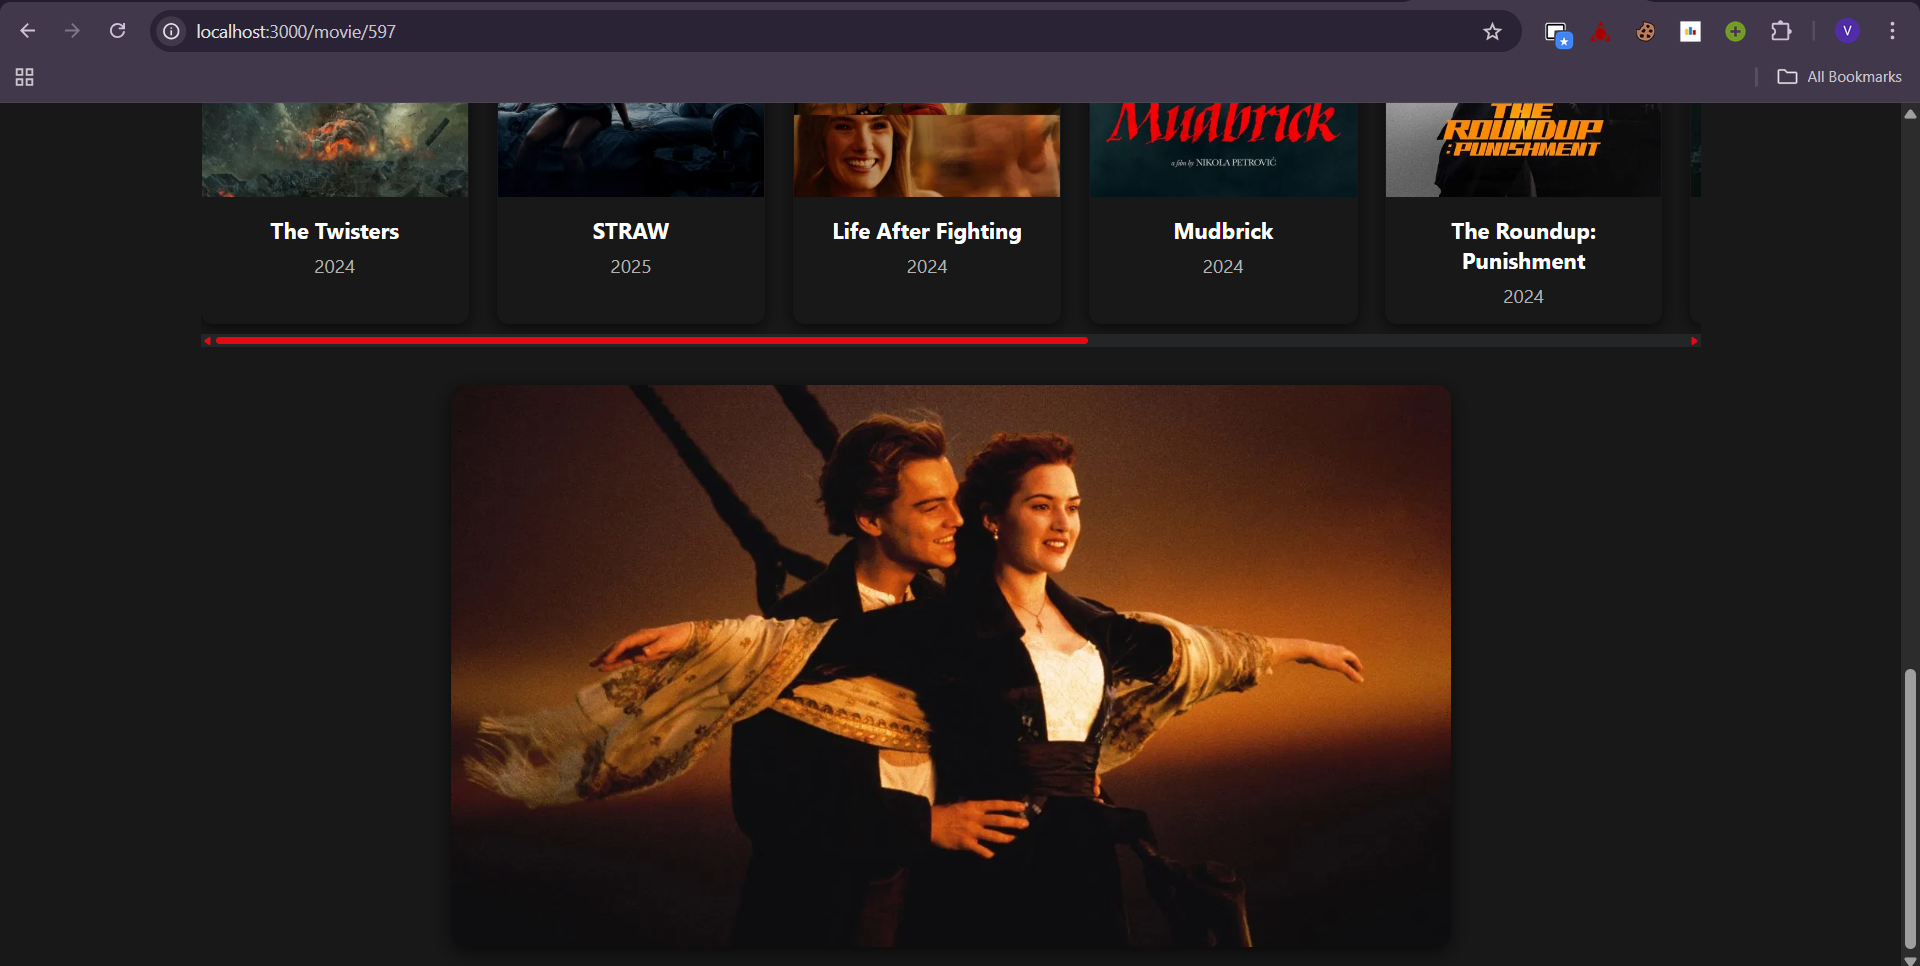 localhost:3000/movie/597
V
All Bookmarks
Mudbrick
a film by NIKOLA PETROVIĆ
THE
ROUNDUP
:PUNISHMENT
The Twisters
2024
STRAW
2025
Life After Fighting
2024
Mudbrick
2024
The Roundup:
Punishment
2024